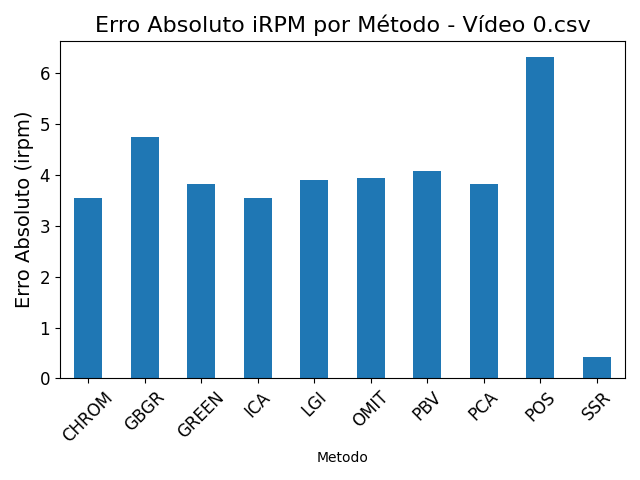 Erro Absoluto iRPM por Método - Vídeo 0.csv
Erro Absoluto (irpm)
6
5
4
3
2
1
0
CHROM GBGR GREEN ICA LGI OMIT PBV PCA POS SSR
Metodo